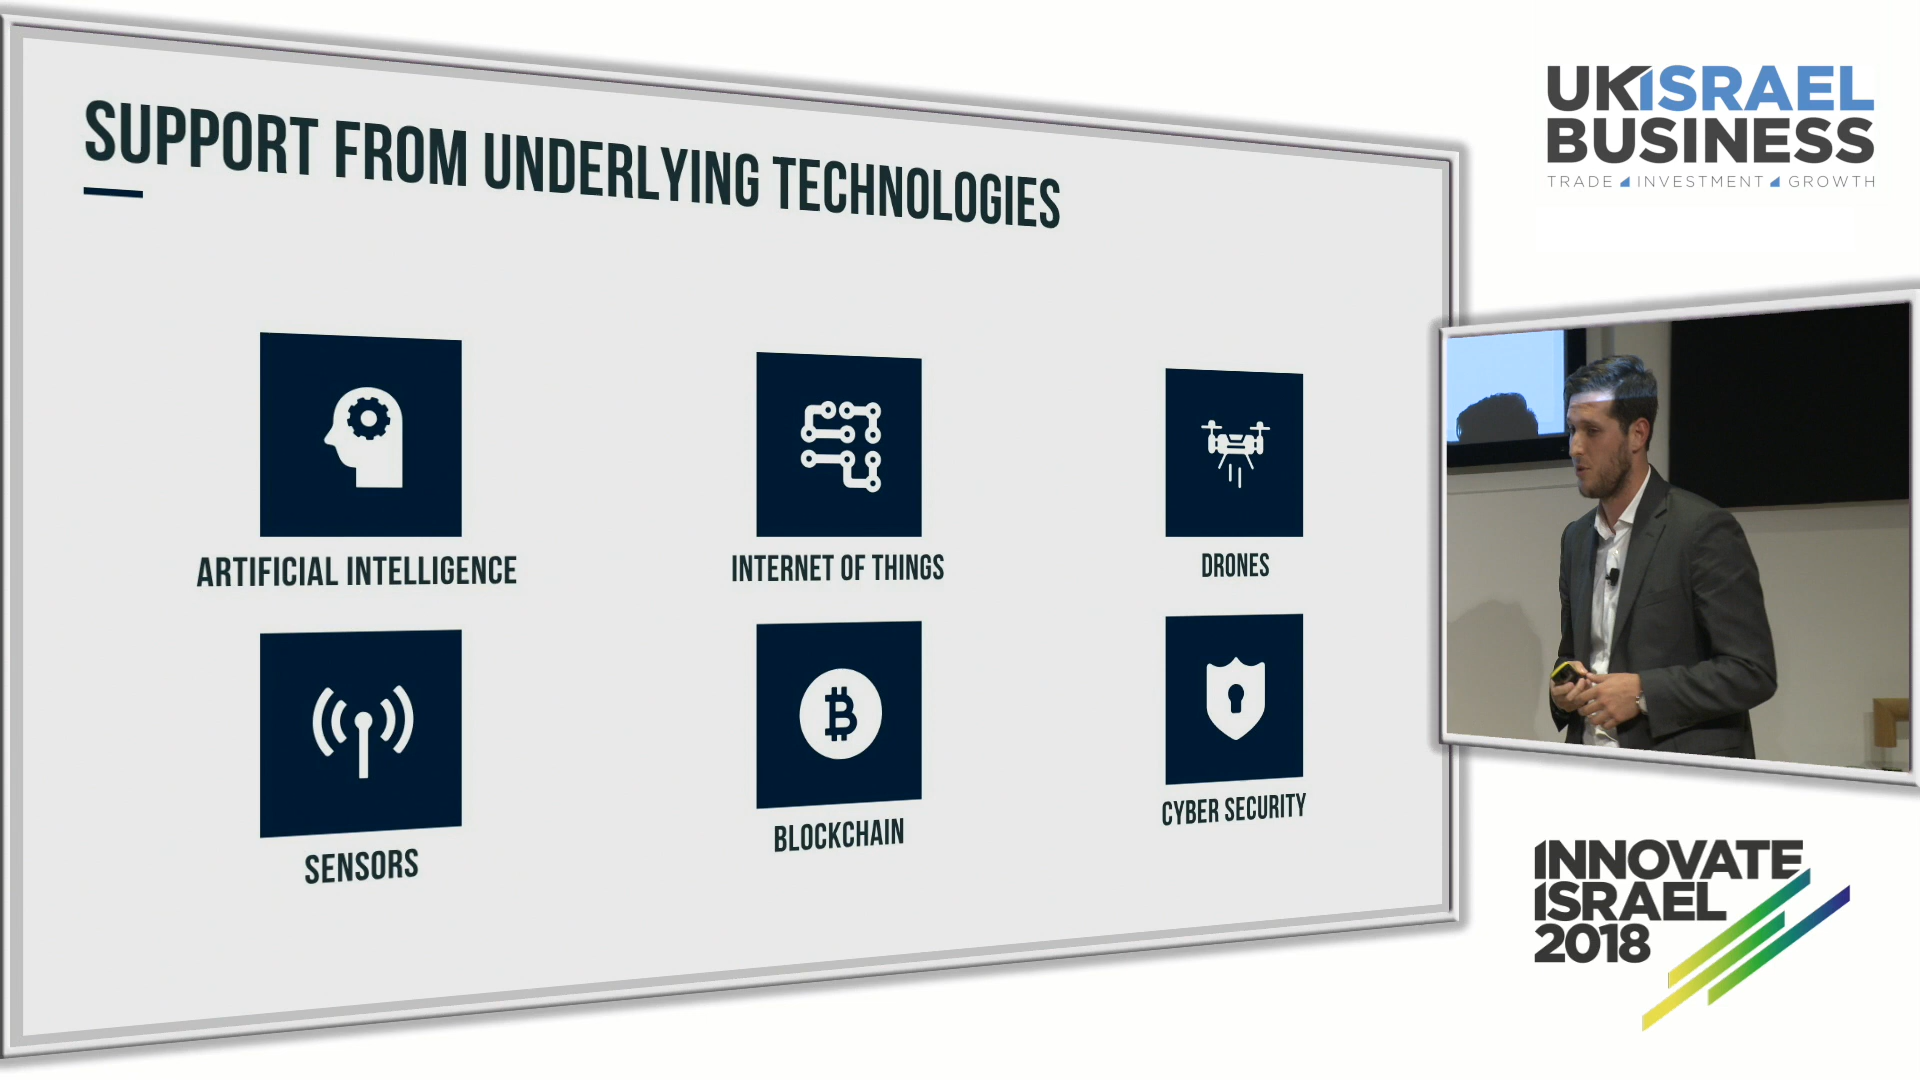 SUPPORT FROM UNDERLYING TECHNOLOGIES
ARTIFICIAL INTELLIGENCE
INTERNET OF THINGS
DRONES
SENSORS
BLOCKCHAIN
CYBER SECURITY
UKISRAEL
BUSINESS
TRADE INVESTMENT GROWTH
INNOVATE
ISRAEL
2018